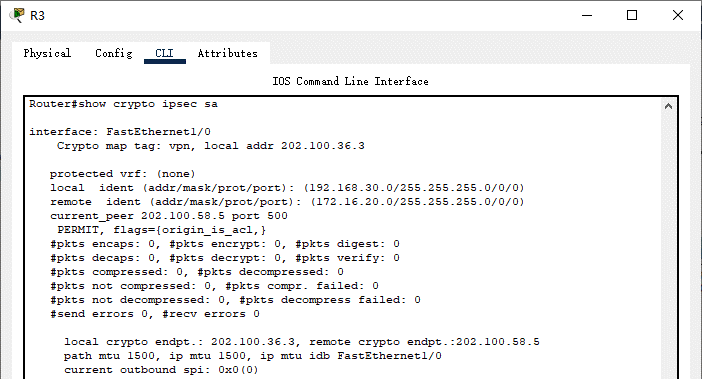 R3
Physical Config CLI Attributes
IOS Command Line Interface
Router#show crypto ipsec sa
interface: FastEthernet1/0
Crypto map tag: vpn, local addr 202.100.36.3
protected vrf: (none)
local ident (addr/mask/prot/port): (192.168.30.0/255.255.255.0/0/0)
remote ident (addr/mask/prot/port): (172.16.20.0/255.255.255.0/0/0)
current_peer 202.100.58.5 port 500
PERMIT, flags={origin_is_acl,}
#pkts encaps: 0, #pkts encrypt: 0, #pkts digest: 0
#pkts decaps: 0, #pkts decrypt: 0, #pkts verify: 0
#pkts compressed: 0, #pkts decompressed: 0
#pkts not compressed: 0, #pkts compr. failed: 0
#pkts not decompressed: 0, #pkts decompress failed: 0
#send errors 0, #recv errors 0
local crypto endpt.: 202.100.36.3, remote crypto endpt.:202.100.58.5
path mtu 1500, ip mtu 1500, ip mtu idb FastEthernet1/0
current outbound spi: 0x0(0)